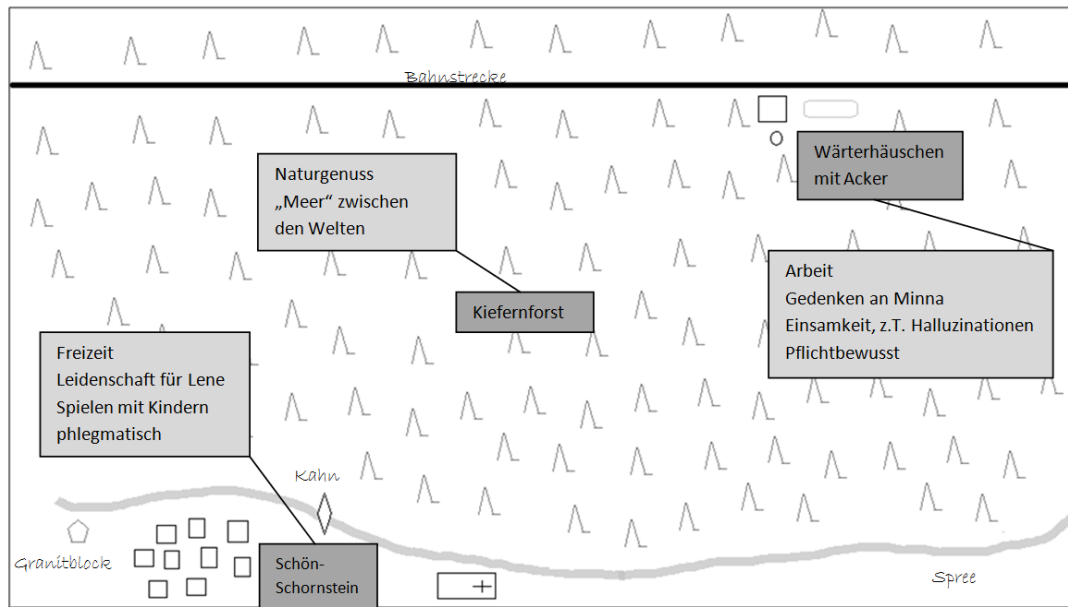 Bahnstrecke
Wärterhäuschen
mit Acker
Naturgenuss
„Meer“ zwischen
den Welten
Arbeit
Gedenken an Minna
Einsamkeit, z.T. Halluzinationen
Pflichtbewusst
Kiefernforst
Freizeit
Leidenschaft für Lene
Spielen mit Kindern
phlegmatisch
Kahn
Granitblock
Schön-
Schornstein
Spree